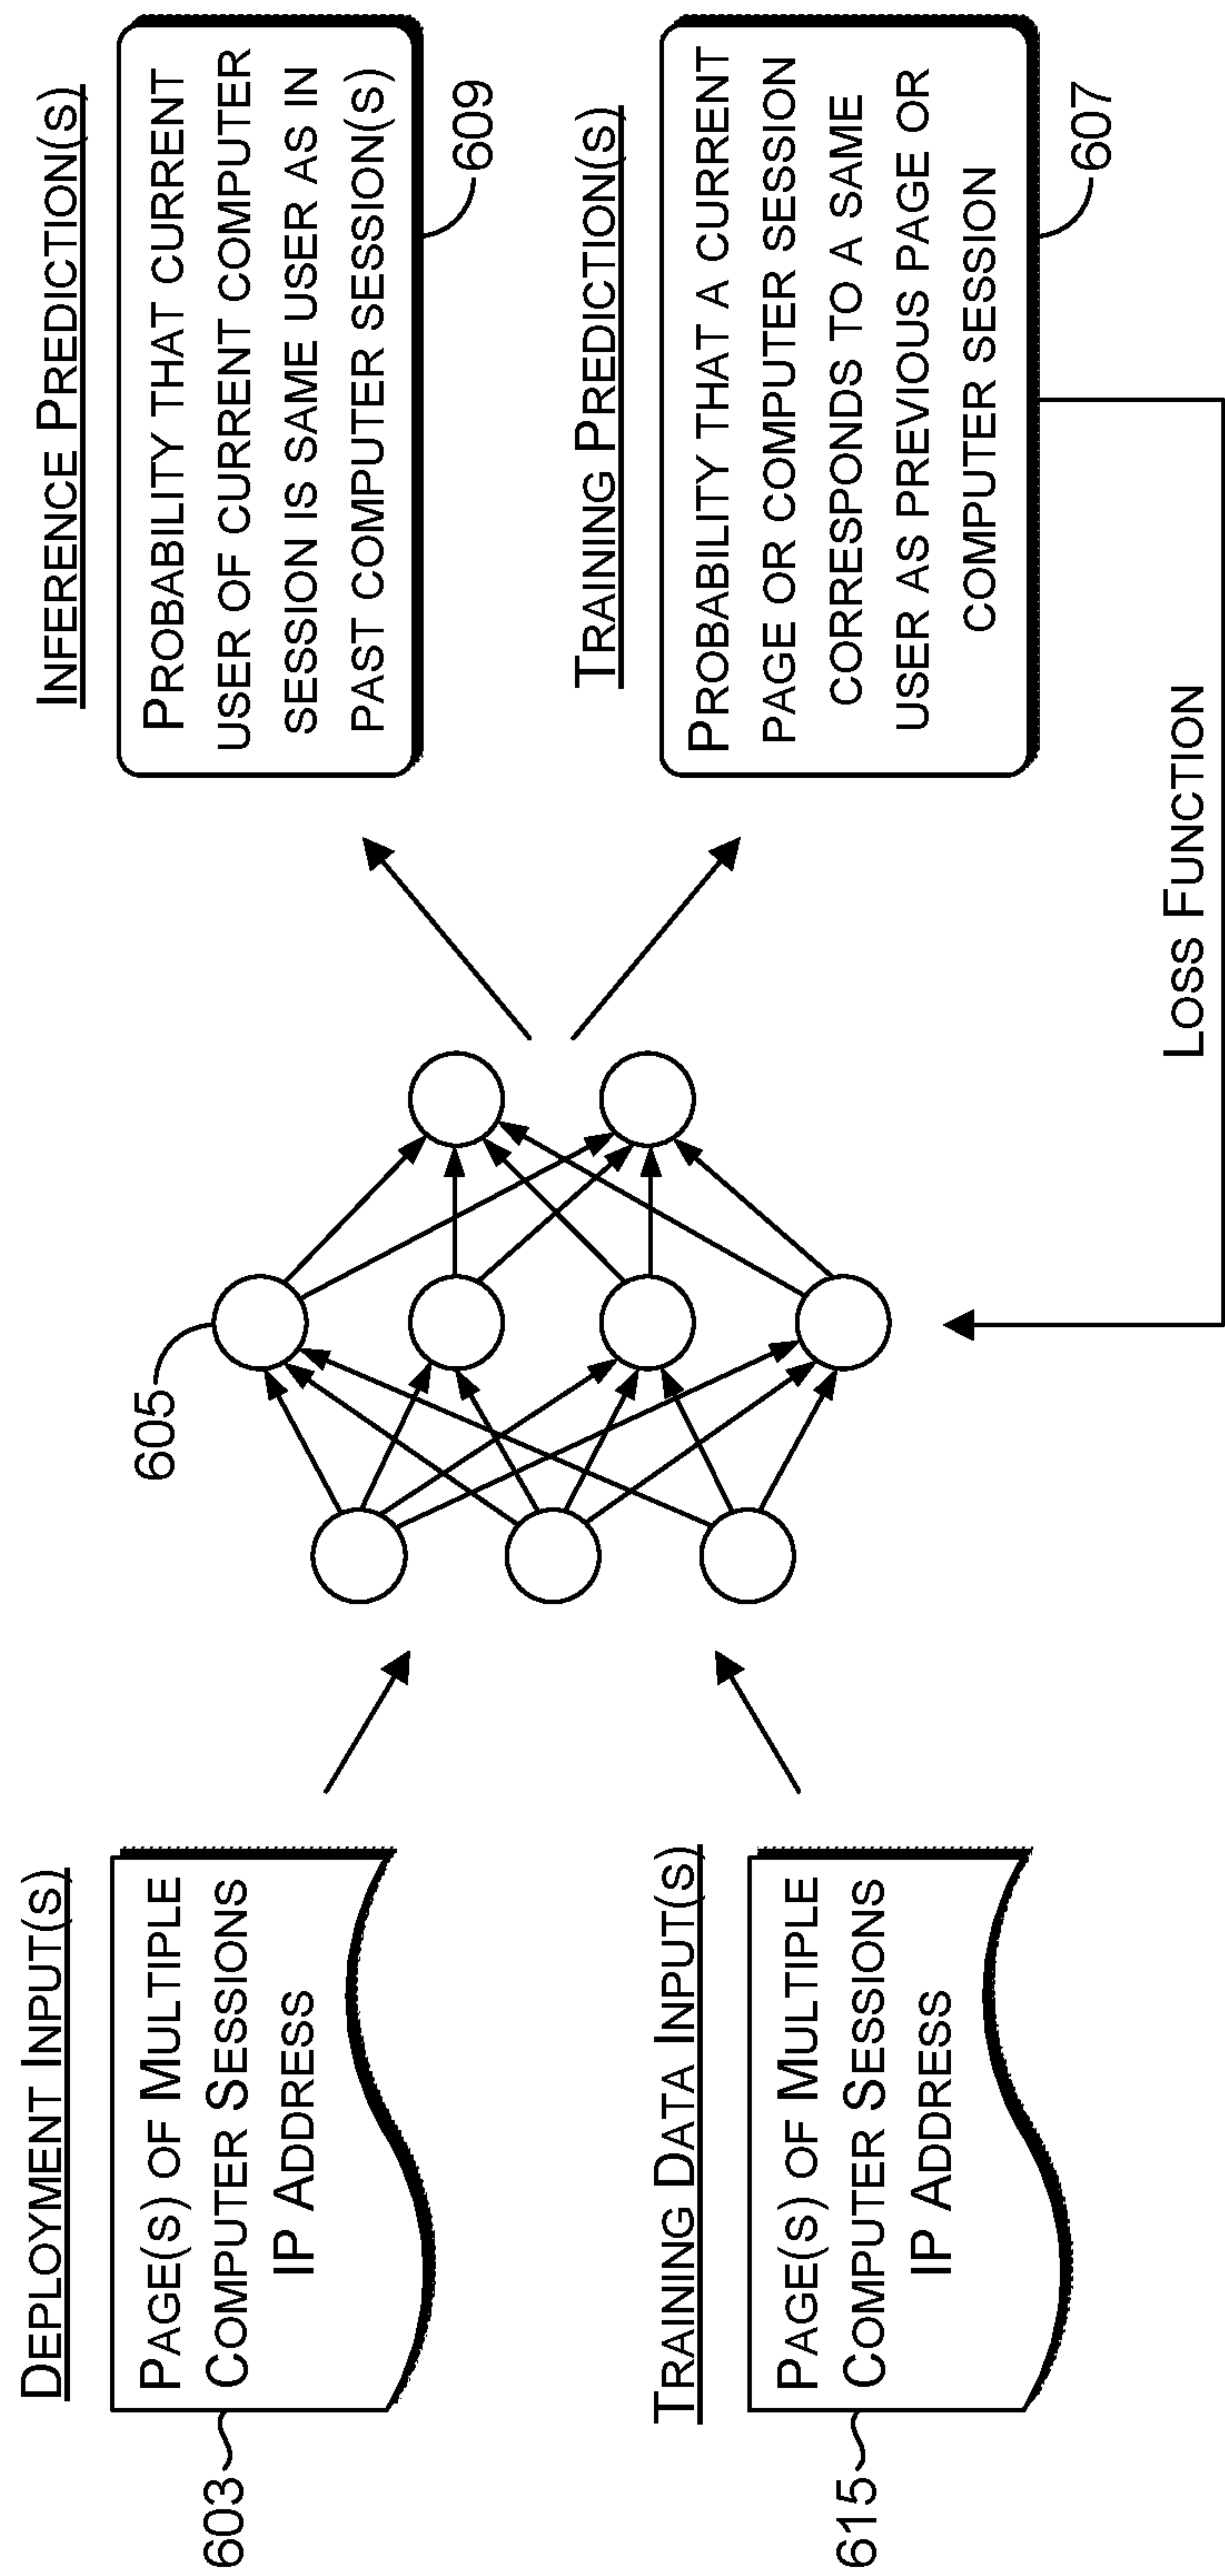 DEPLOYMENT INPUT(S)
PAGE(S) OF MULTIPLE
COMPUTER SESSIONS
IP ADDRESS
603
TRAINING DATA INPUT(S)
PAGE(S) OF MULTIPLE
COMPUTER SESSIONS
IP ADDRESS
615
605
INFERENCE PREDICTION(S)
PROBABILITY THAT CURRENT
USER OF CURRENT COMPUTER
SESSION IS SAME USER AS IN
PAST COMPUTER SESSION(S)
609
TRAINING PREDICTION(S)
PROBABILITY THAT A CURRENT
PAGE OR COMPUTER SESSION
CORRESPONDS TO A SAME
USER AS PREVIOUS PAGE OR
COMPUTER SESSION
607
LOSS FUNCTION